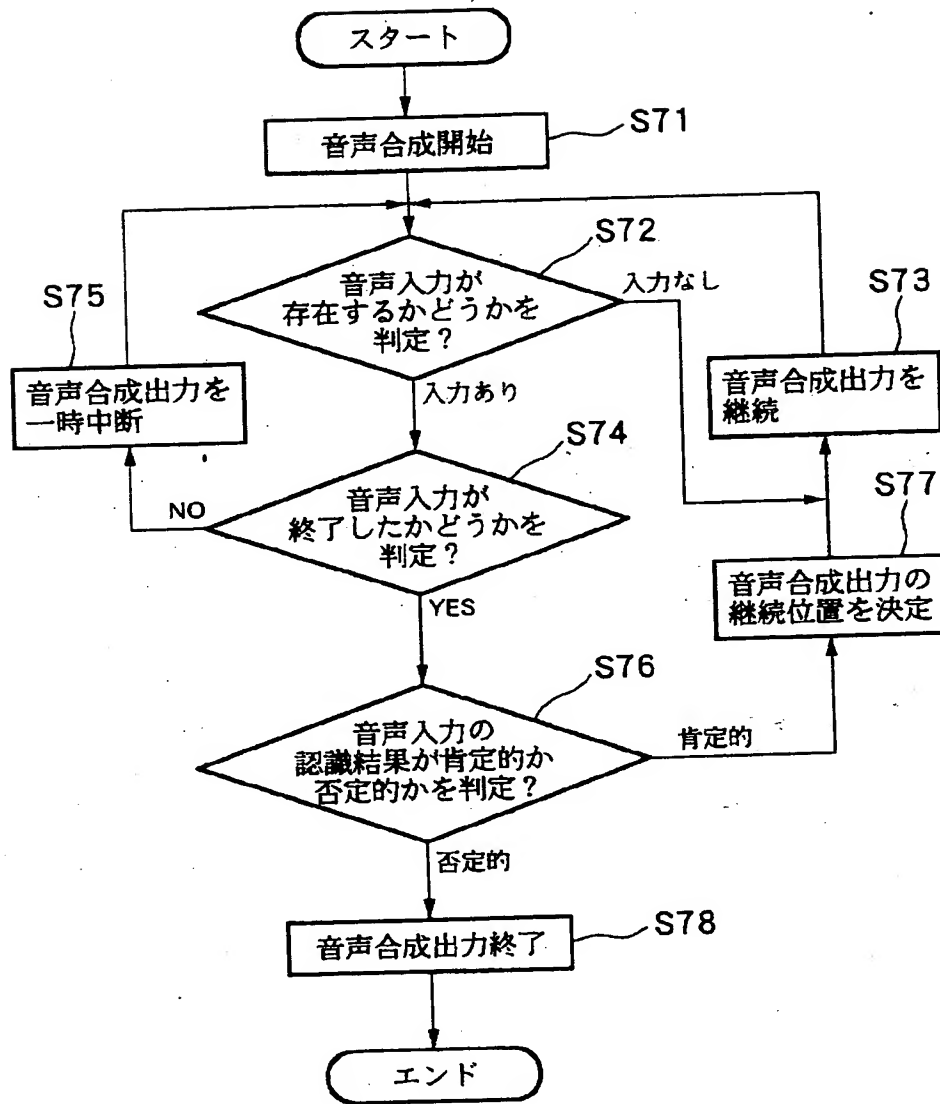 スタート
音声合成開始
S71
音声入力が
存在するかどうかを
判定？
S72
入力なし
入力あり
S75
音声合成出力を
一時中断
S73
音声合成出力を
継続
音声入力が
終了したかどうかを
判定？
S74
NO
YES
S77
音声合成出力の
継続位置を決定
音声入力の
認識結果が肯定的か
否定的かを判定？
S76
肯定的
否定的
音声合成出力終了
S78
エンド